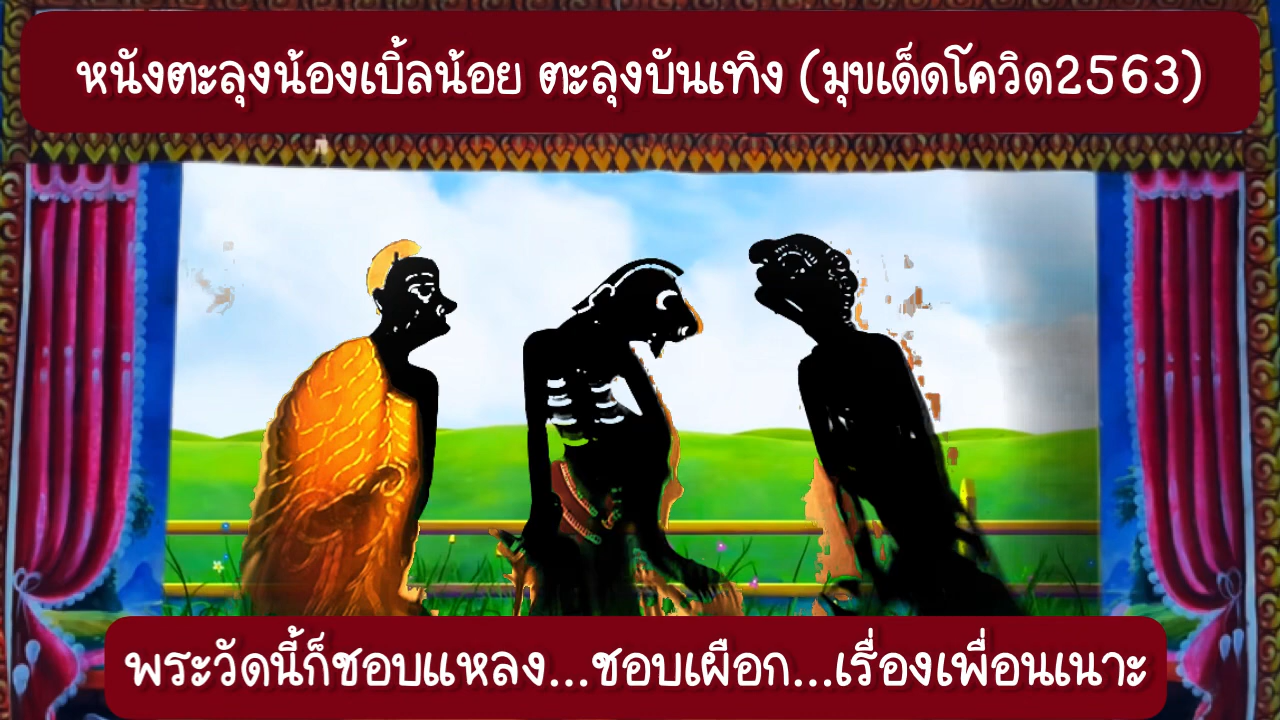 หนังตะลุงน้องเบิ้ลน้อย ตะลุงบันเทิง (มุขเด็ดโควิด2563)
พระวัดนี้ก็ชอบแหลง...ชอบเผือก...เรื่องเพื่อนเนาะ